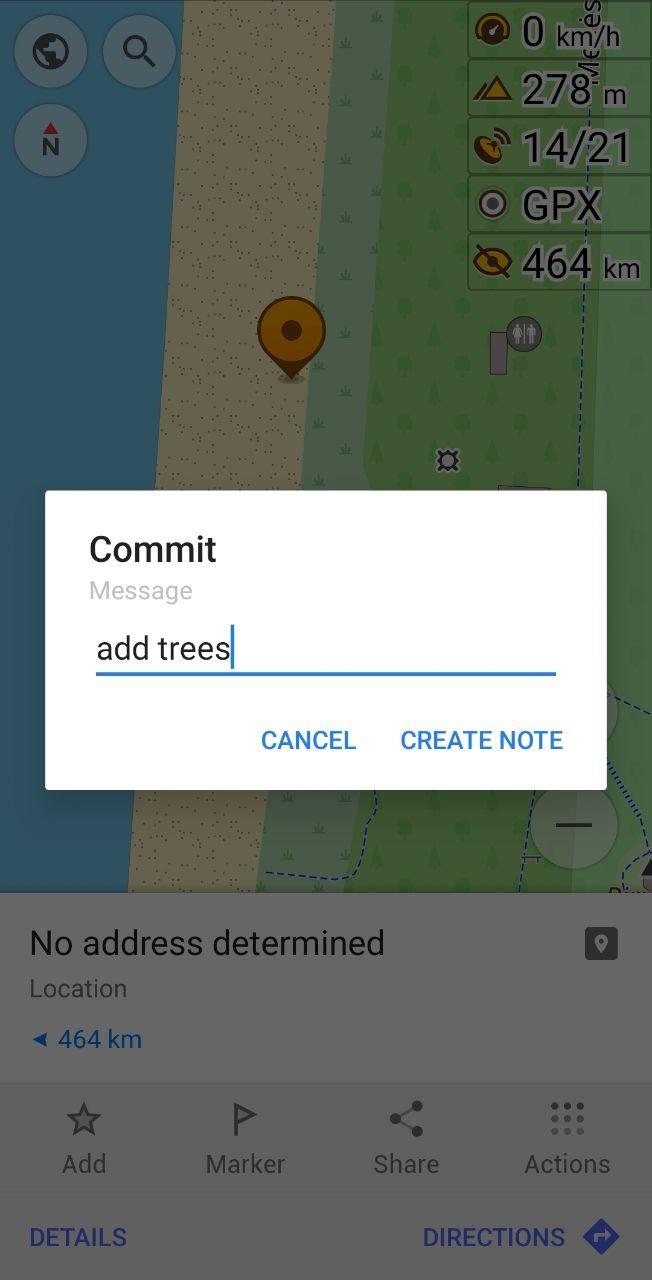 0 km/h
278 m
14/21
GPX
464 km
N
Commit
Message
add trees
CANCEL CREATE NOTE
No address determined
Location
464 km
Add Marker Share Actions
DETAILS DIRECTIONS